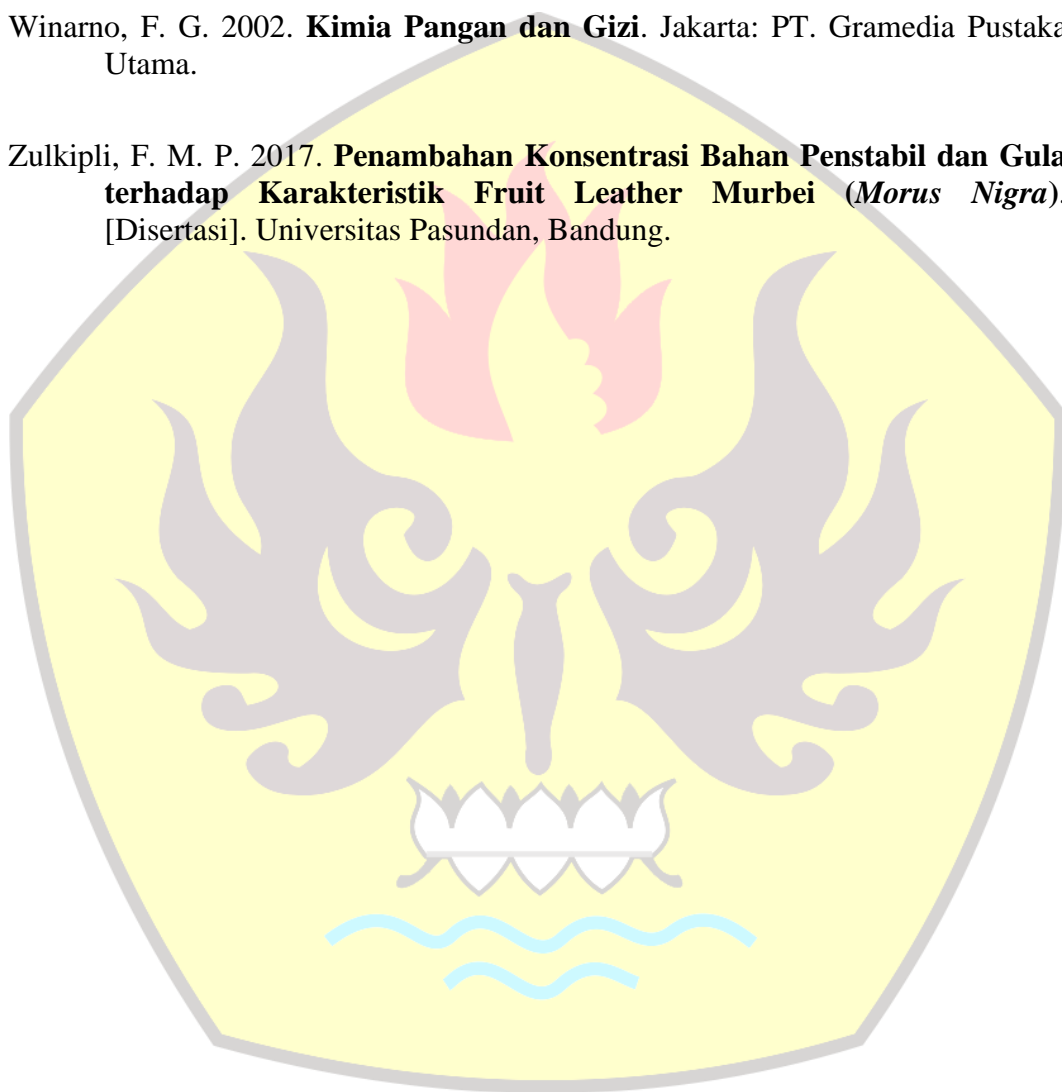 Winarno, F. G. 2002. Kimia Pangan dan Gizi. Jakarta: PT. Gramedia Pustaka
Utama.
Zulkipli, F. M. P. 2017. Penambahan Konsentrasi Bahan Penstabil dan Gula
terhadap Karakteristik Fruit Leather Murbei (Morus Nigra).
[Disertasi]. Universitas Pasundan, Bandung.